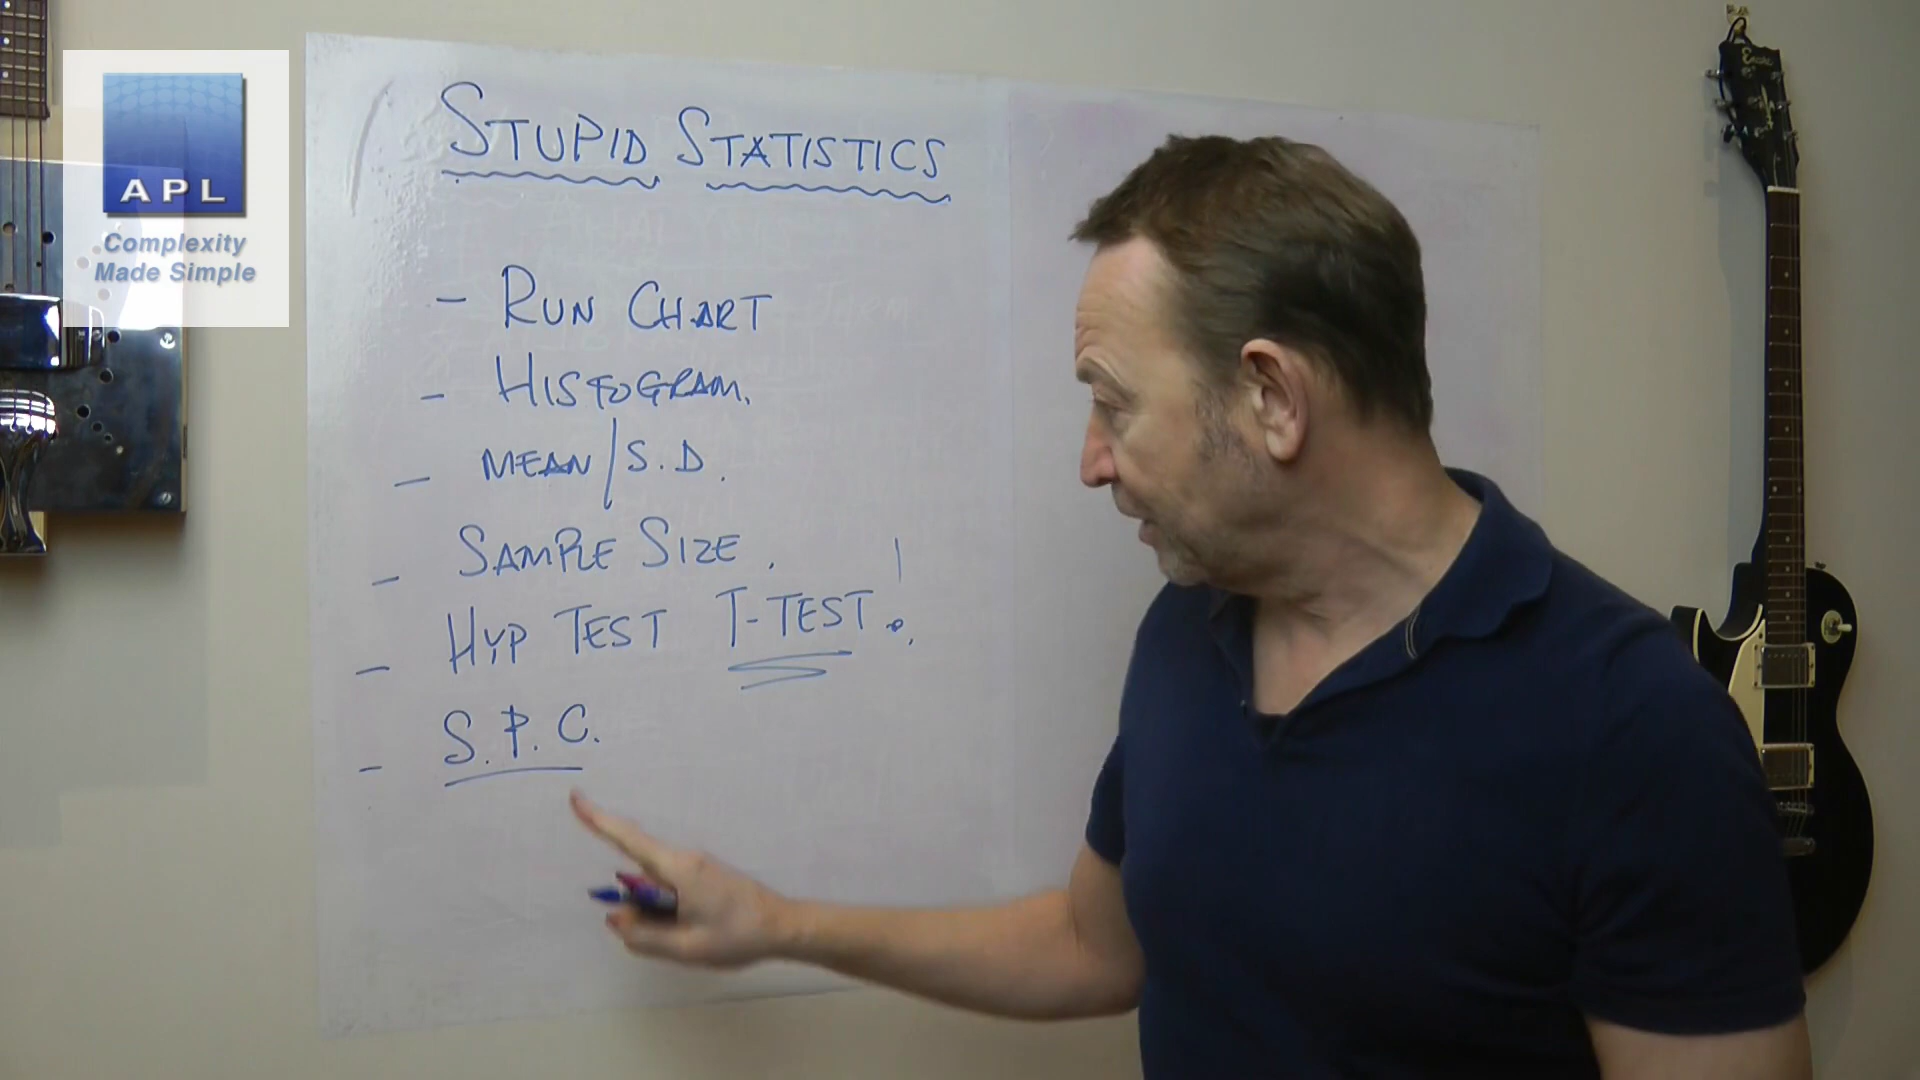 APL
Complexity
Made Simple
STUPID STATISTICS
- RUN CHART
- HISTOGRAM.
- MEAN/S.D.
- SAMPLE SIZE.
- HYP TEST T-TEST!
- S.P.C.